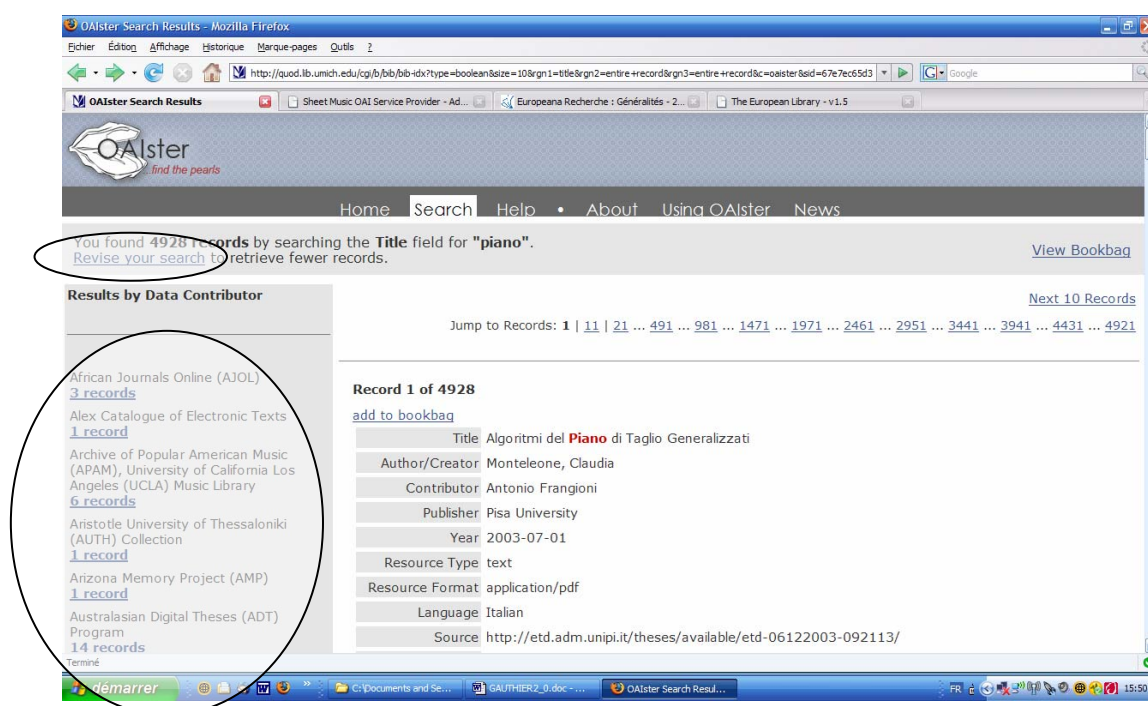 OAIster Search Results - Mozilla Firefox
Fichier Édition Affichage Historique Marque-pages Outils ?
http://quod.lib.umich.edu/cgi/b/bib/bib-idx?type=boolean&size=10&rgn1=title&rgn2=entire+record&rgn3=entire+record&c=oaister&sid=67e7ec65d3
Google
OAIster Search Results
Sheet Music OAI Service Provider - Ad...
Europeana Recherche : Généralités - 2...
The European Library - v1.5
OAIster
find the pearls
Home Search Help • About Using OAIster News
You found 4928 records by searching the Title field for "piano".
Revise your search to retrieve fewer records.
View Bookbag
Results by Data Contributor
Next 10 Records
Jump to Records: 1 | 11 | 21 ... 491 ... 981 ... 1471 ... 1971 ... 2461 ... 2951 ... 3441 ... 3941 ... 4431 ... 4921
African Journals Online (AJOL)
3 records
Alex Catalogue of Electronic Texts
1 record
Archive of Popular American Music
(APAM), University of California Los
Angeles (UCLA) Music Library
6 records
Aristotle University of Thessaloniki
(AUTH) Collection
1 record
Arizona Memory Project (AMP)
1 record
Australasian Digital Theses (ADT)
Program
14 records
Record 1 of 4928
add to bookbag
Title Algoritmi del Piano di Taglio Generalizzati
Author/Creator Monteleone, Claudia
Contributor Antonio Frangioni
Publisher Pisa University
Year 2003-07-01
Resource Type text
Resource Format application/pdf
Language Italian
Source http://etd.adm.unipi.it/theses/available/etd-06122003-092113/
Terminé
démarrer
C:\Documents and Se...
GAUTHIER2_0.doc - ...
OAIster Search Resul...
FR
15:50